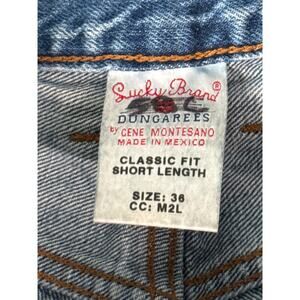 Lucky Brand®
DUNGAREES
by GENE MONTESANO
MADE IN MEXICO
CLASSIC FIT
SHORT LENGTH
SIZE: 36
CC: M2L